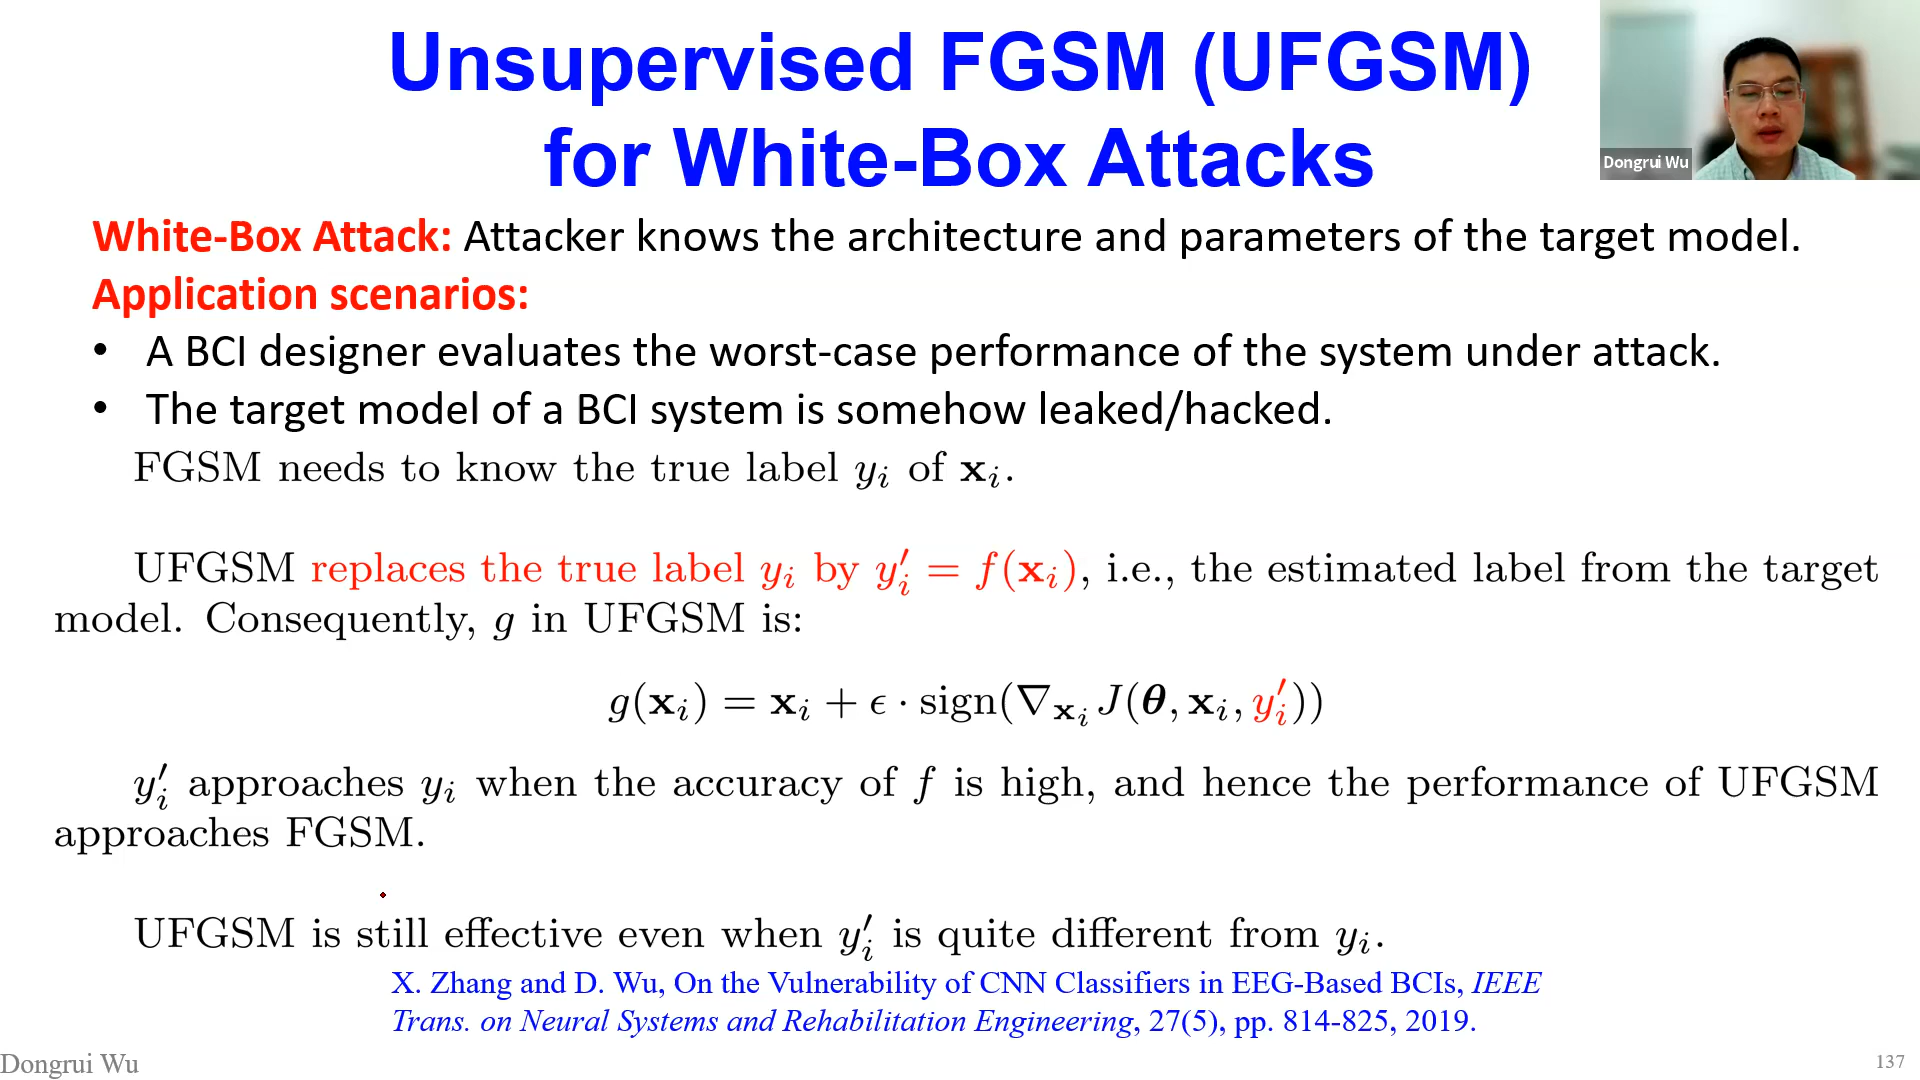 Unsupervised FGSM (UFGSM)
for White-Box Attacks
Dongrui Wu
White-Box Attack: Attacker knows the architecture and parameters of the target model.
Application scenarios:
• A BCI designer evaluates the worst-case performance of the system under attack.
• The target model of a BCI system is somehow leaked/hacked.
FGSM needs to know the true label yᵢ of 𝐱ᵢ.
UFGSM replaces the true label yᵢ by y′ᵢ = f(𝐱ᵢ), i.e., the estimated label from the target
model. Consequently, g in UFGSM is:
g(𝐱ᵢ) = 𝐱ᵢ + ϵ · sign(∇𝐱ᵢ J(𝜽, 𝐱ᵢ, y′ᵢ))
y′ᵢ approaches yᵢ when the accuracy of f is high, and hence the performance of UFGSM
approaches FGSM.
UFGSM is still effective even when y′ᵢ is quite different from yᵢ.
X. Zhang and D. Wu, On the Vulnerability of CNN Classifiers in EEG-Based BCIs, IEEE
Trans. on Neural Systems and Rehabilitation Engineering, 27(5), pp. 814-825, 2019.
Dongrui Wu
137